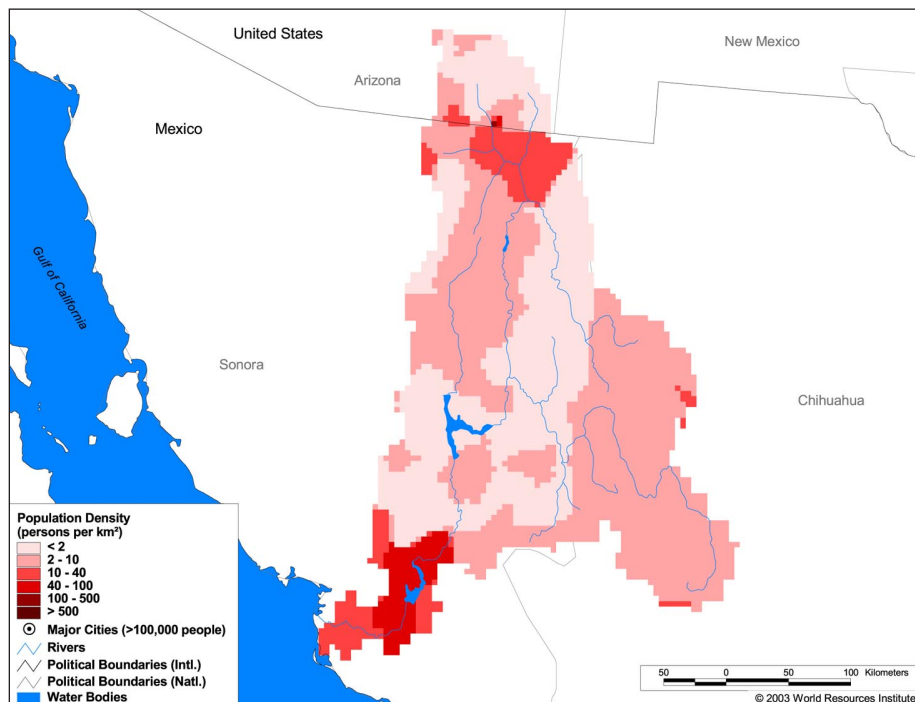 United States
New Mexico
Arizona
Mexico
Gulf of California
Sonora
Chihuahua
Population Density
(persons per km²)
< 2
2 - 10
10 - 40
40 - 100
100 - 500
> 500
Major Cities (>100,000 people)
Rivers
Political Boundaries (Intl.)
Political Boundaries (Natl.)
Water Bodies
50 0 50 100 Kilometers
© 2003 World Resources Institute